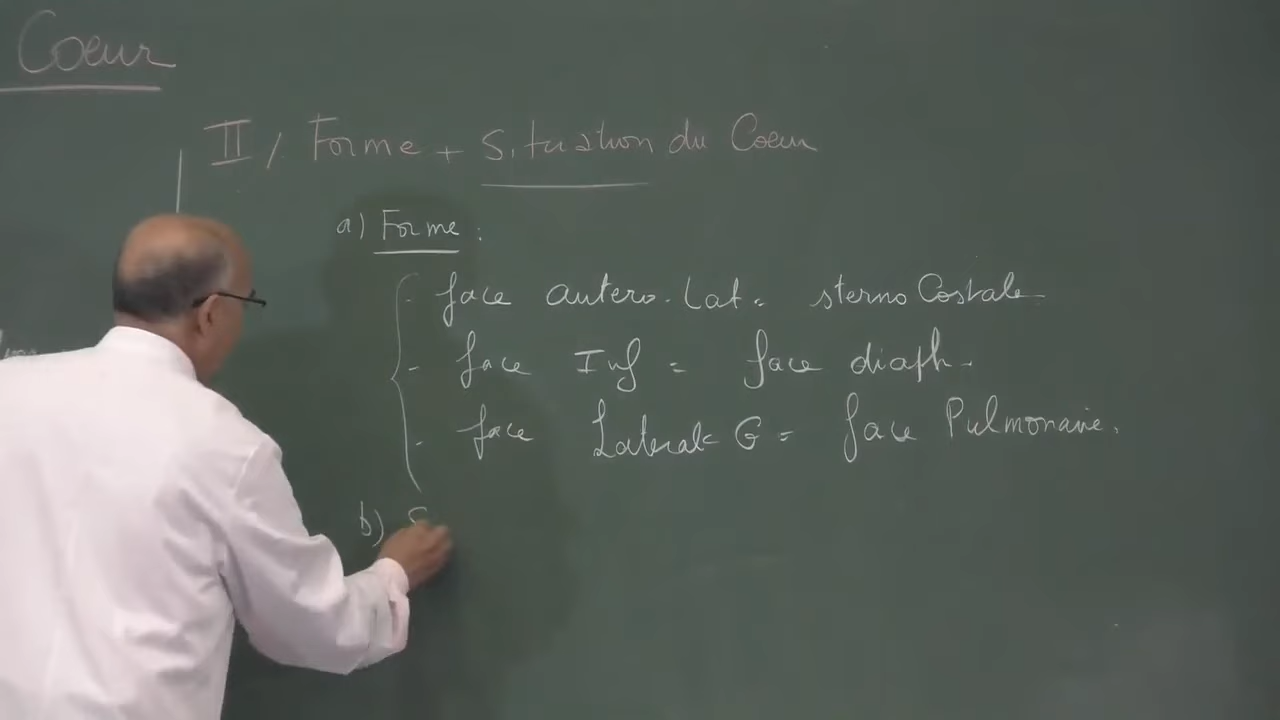 Coeur
II / Forme + Situation du Coeur
a) Forme :
- face antero. Lat. = sterno Costale
- face Inf = face diaph.
- face Laterale G = face Pulmonaire.
b) S